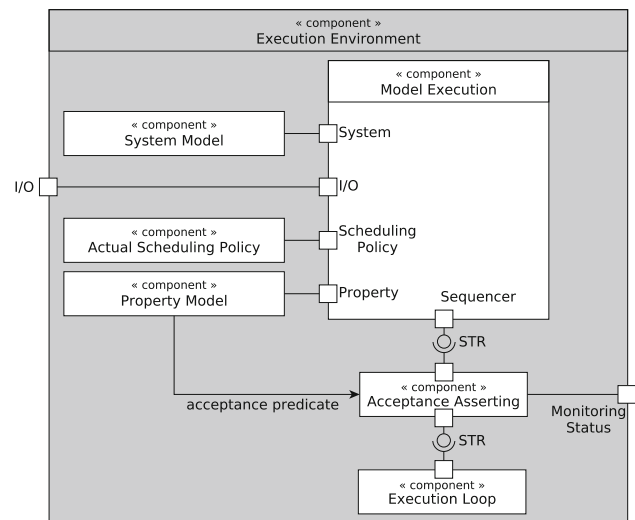 « component »
Execution Environment
« component »
Model Execution
« component »
System Model
System
I/O
I/O
« component »
Actual Scheduling Policy
Scheduling
Policy
« component »
Property Model
Property
Sequencer
STR
« component »
Acceptance Asserting
acceptance predicate
Monitoring
Status
STR
« component »
Execution Loop